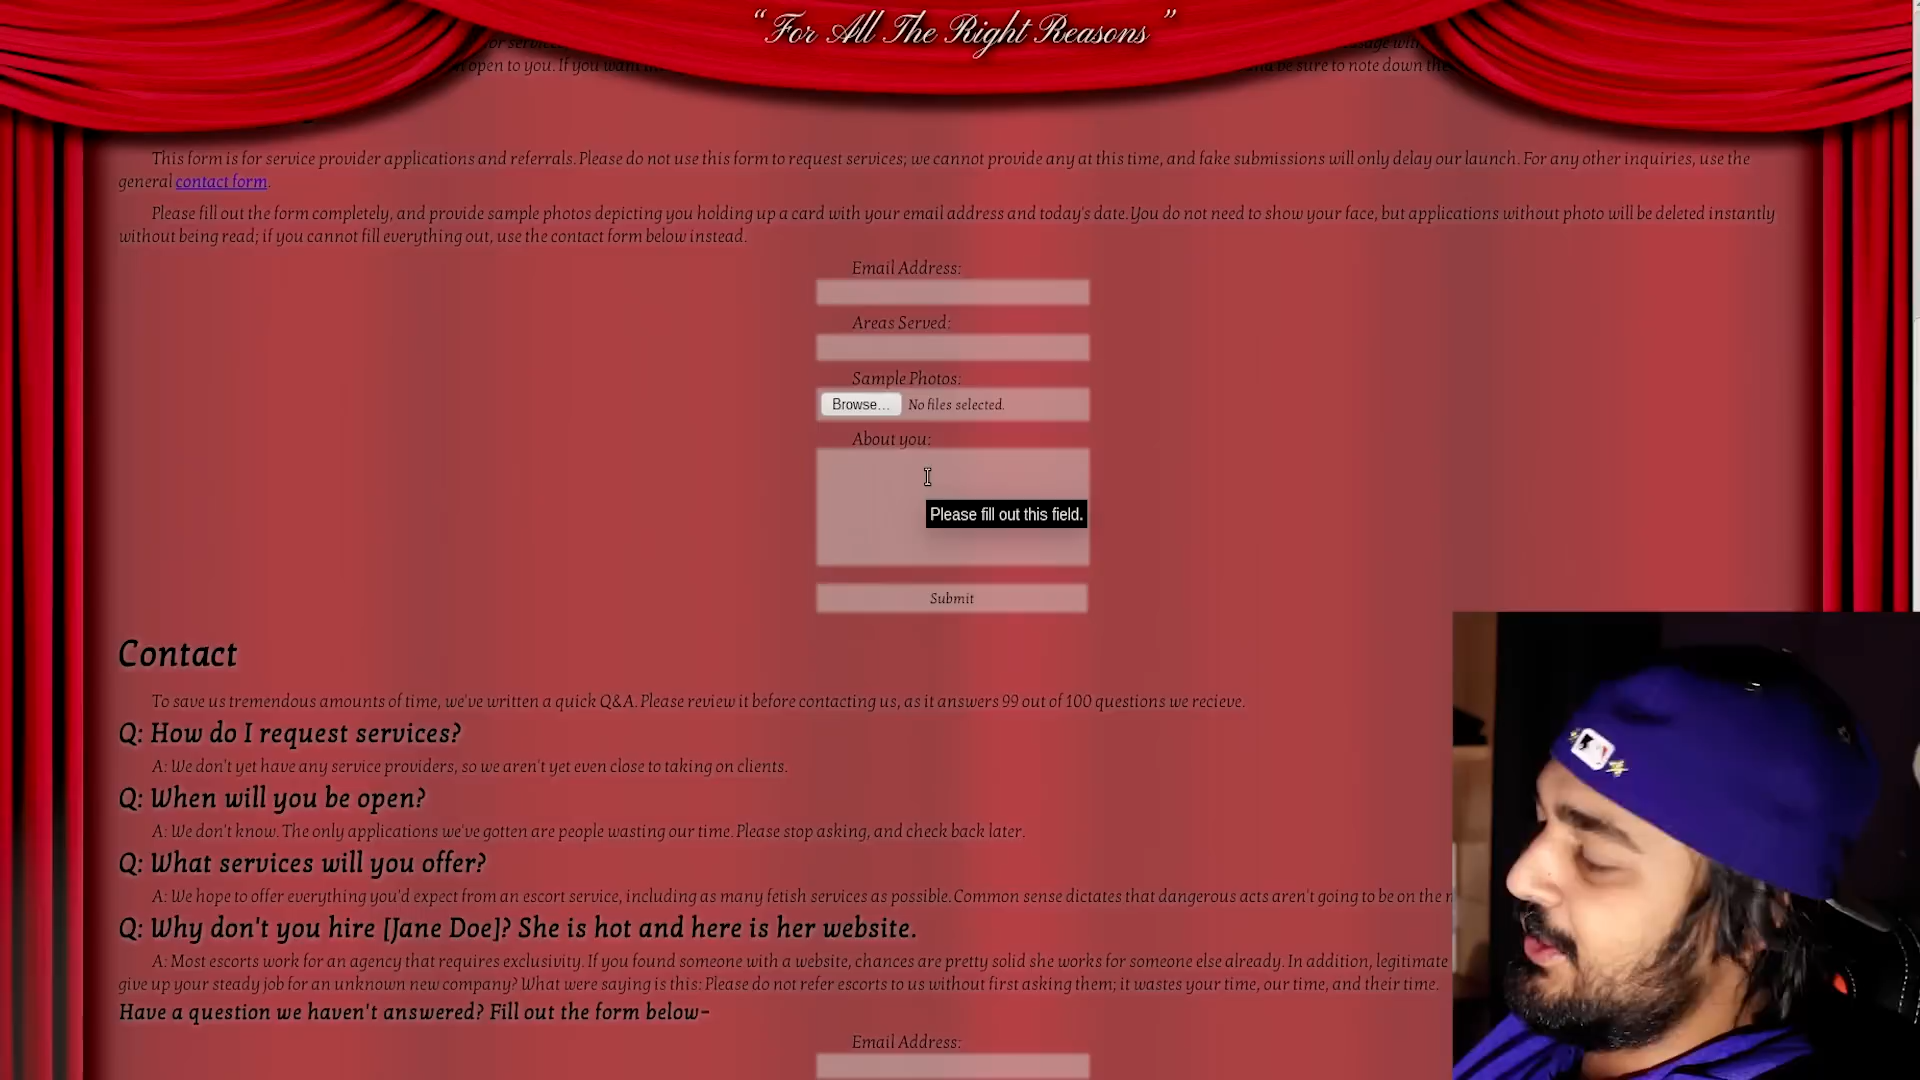 “ For All The Right Reasons ”
open to you. If you want
be sure to note down the
This form is for service provider applications and referrals. Please do not use this form to request services; we cannot provide any at this time, and fake submissions will only delay our launch. For any other inquiries, use the
general contact form.
Please fill out the form completely, and provide sample photos depicting you holding up a card with your email address and today's date. You do not need to show your face, but applications without photo will be deleted instantly
without being read; if you cannot fill everything out, use the contact form below instead.
Email Address:
Areas Served:
Sample Photos:
Browse... No files selected.
About you:
Please fill out this field.
Submit
Contact
To save us tremendous amounts of time, we've written a quick Q&A. Please review it before contacting us, as it answers 99 out of 100 questions we recieve.
Q: How do I request services?
A: We don't yet have any service providers, so we aren't yet even close to taking on clients.
Q: When will you be open?
A: We don't know. The only applications we've gotten are people wasting our time. Please stop asking, and check back later.
Q: What services will you offer?
A: We hope to offer everything you'd expect from an escort service, including as many fetish services as possible. Common sense dictates that dangerous acts aren't going to be on the
Q: Why don't you hire [Jane Doe]? She is hot and here is her website.
A: Most escorts work for an agency that requires exclusivity. If you found someone with a website, chances are pretty solid she works for someone else already. In addition, legitimate
give up your steady job for an unknown new company? What were saying is this: Please do not refer escorts to us without first asking them; it wastes your time, our time, and their time.
Have a question we haven't answered? Fill out the form below-
Email Address: